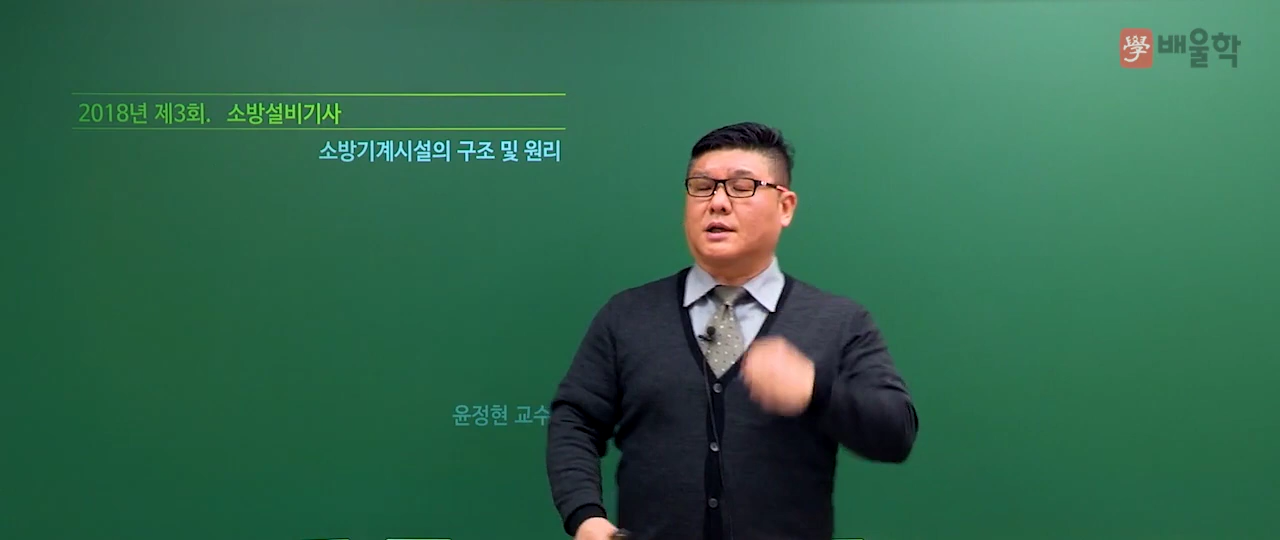 學 배울학
2018년 제3회. 소방설비기사
소방기계시설의 구조 및 원리
윤정현 교수